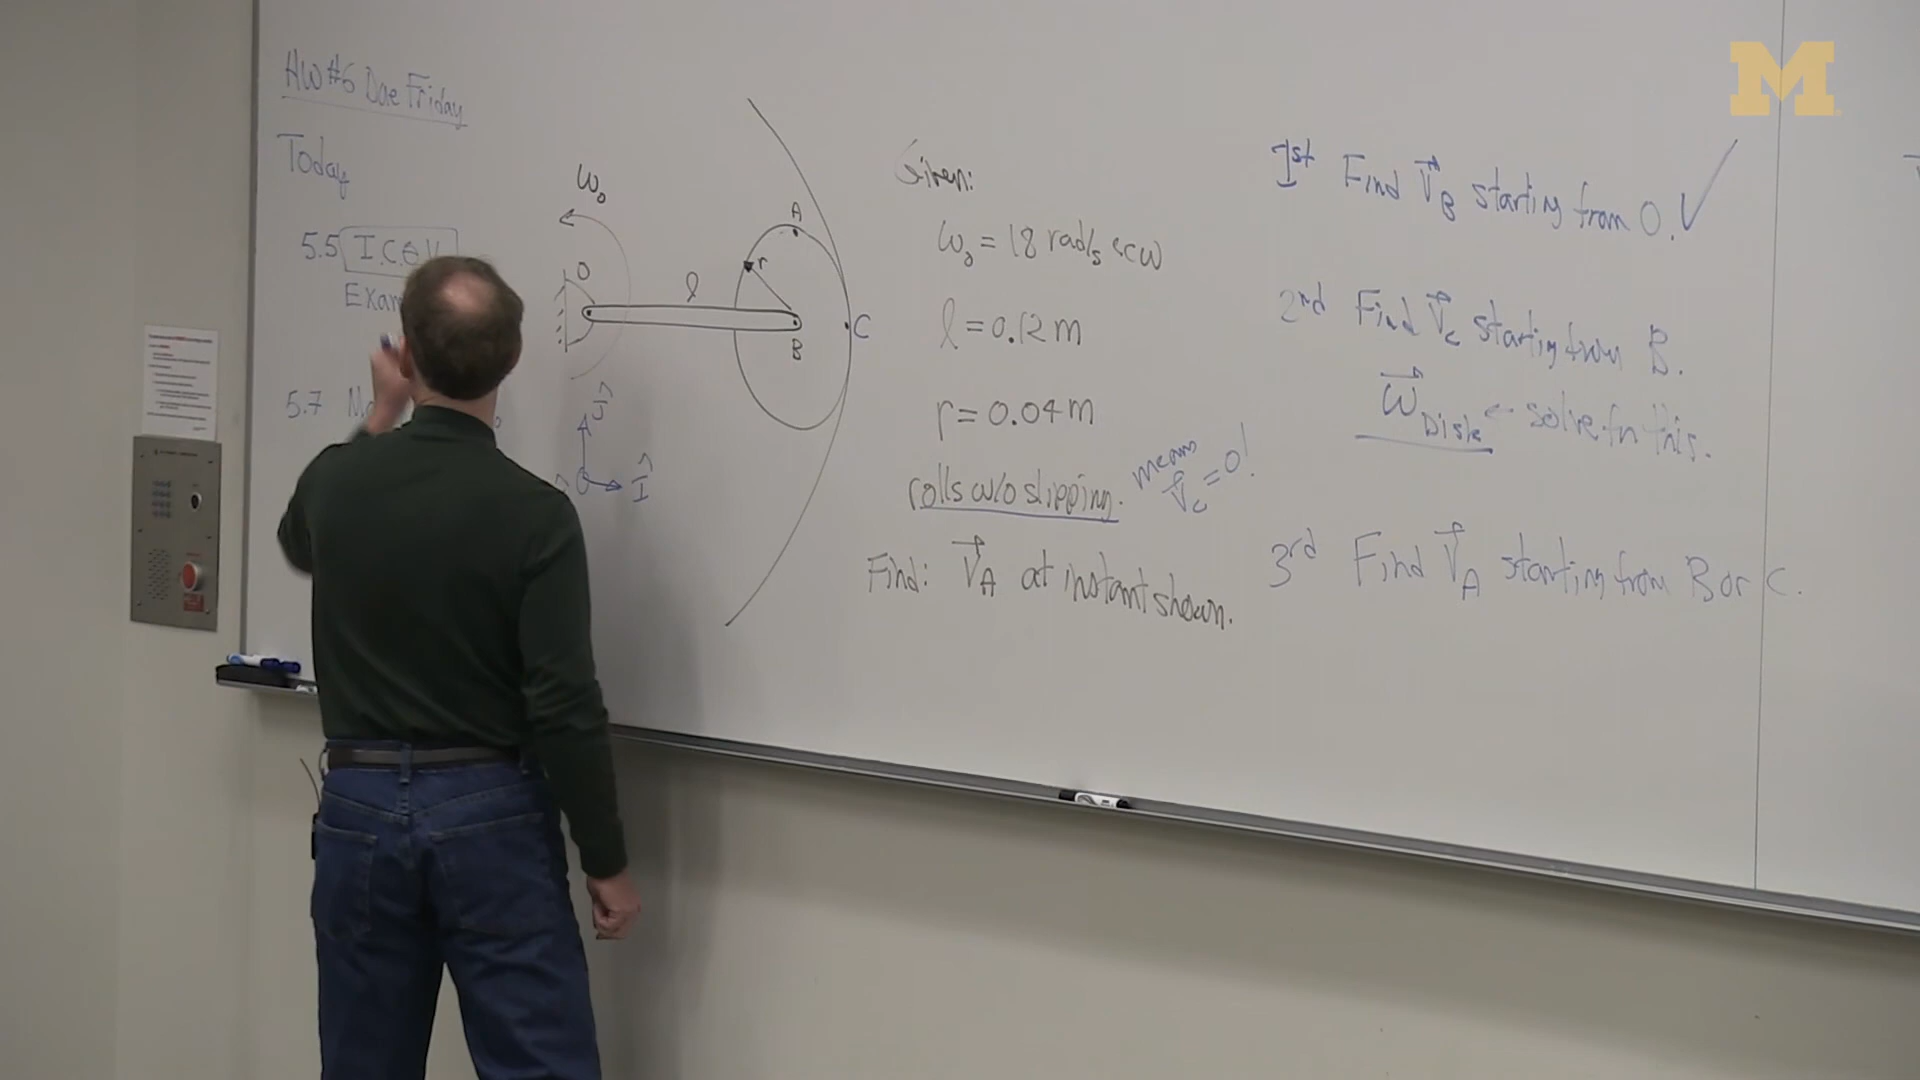 HW #6 Due Friday
Today
5.5 I.C.
5.7
ω₀
O
l
A
r
B
C
Ĵ
Î
Given:
ω₀ = 18 rad/s ccw
l = 0.12 m
r = 0.04 m
rolls w/o slipping.
means
V⃗c = 0!
Find: V⃗A at instant shown.
1st Find V⃗B starting from O. ✓
2nd Find V⃗c starting from B.
ω⃗Disk ← solve for this.
3rd Find V⃗A starting from B or C.
M